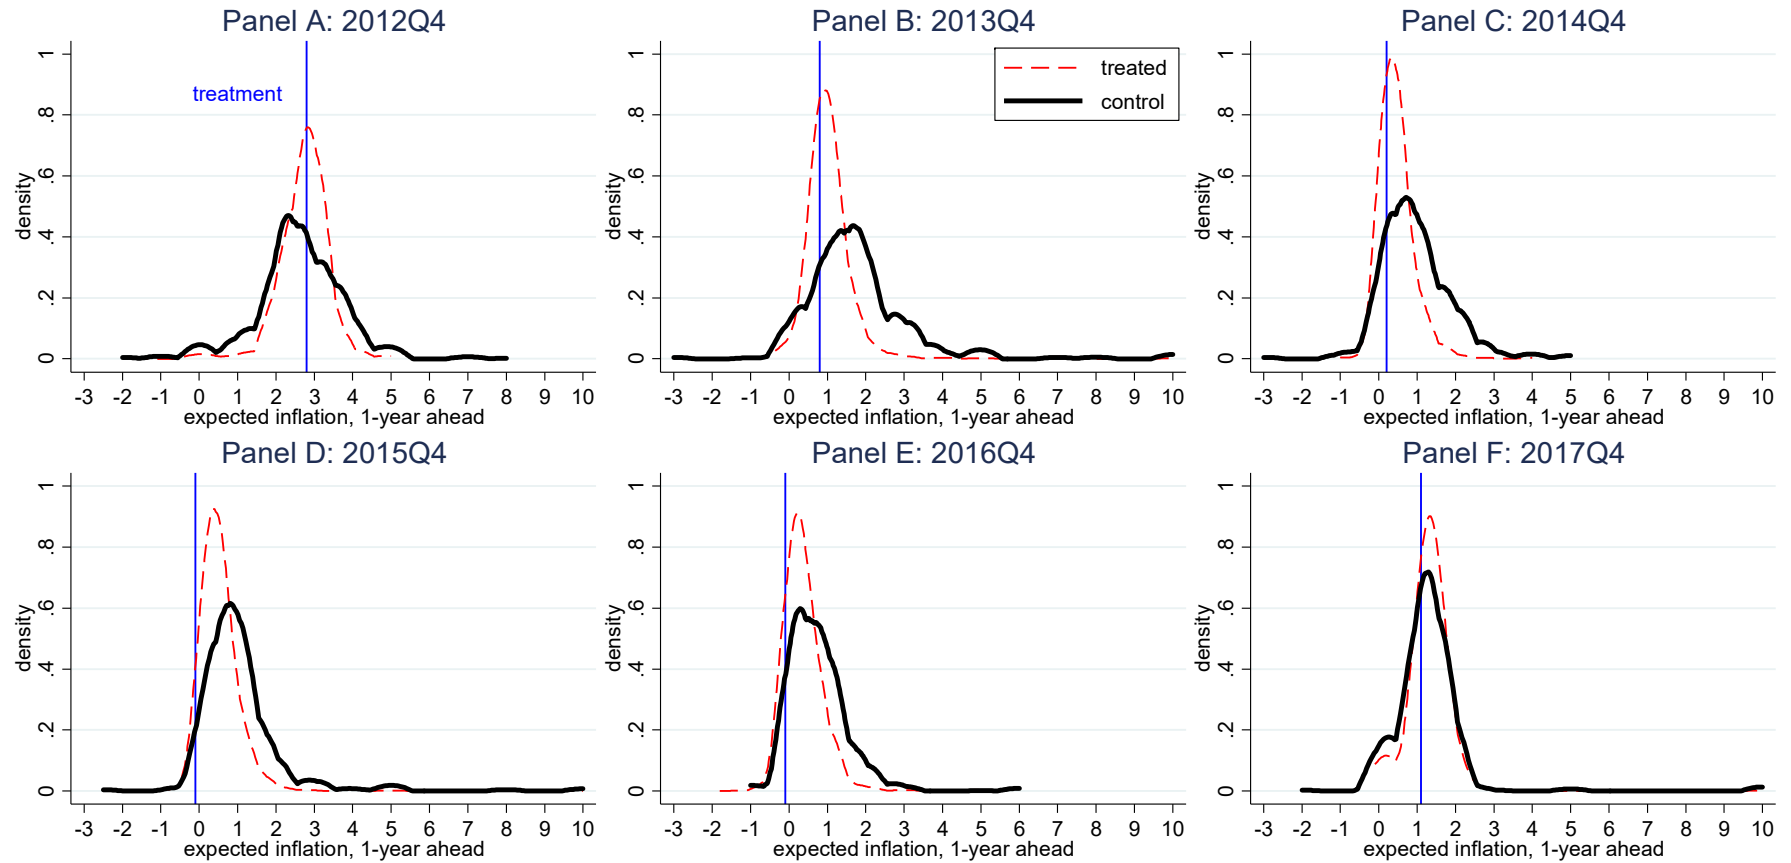 Panel A: 2012Q4
treatment
density
0 .2 .4 .6 .8 1
-3 -2 -1 0 1 2 3 4 5 6 7 8 9 10
expected inflation, 1-year ahead
Panel B: 2013Q4
treated
control
density
0 .2 .4 .6 .8 1
-3 -2 -1 0 1 2 3 4 5 6 7 8 9 10
expected inflation, 1-year ahead
Panel C: 2014Q4
density
0 .2 .4 .6 .8 1
-3 -2 -1 0 1 2 3 4 5 6 7 8 9 10
expected inflation, 1-year ahead
Panel D: 2015Q4
density
0 .2 .4 .6 .8 1
-3 -2 -1 0 1 2 3 4 5 6 7 8 9 10
expected inflation, 1-year ahead
Panel E: 2016Q4
density
0 .2 .4 .6 .8 1
-3 -2 -1 0 1 2 3 4 5 6 7 8 9 10
expected inflation, 1-year ahead
Panel F: 2017Q4
density
0 .2 .4 .6 .8 1
-3 -2 -1 0 1 2 3 4 5 6 7 8 9 10
expected inflation, 1-year ahead